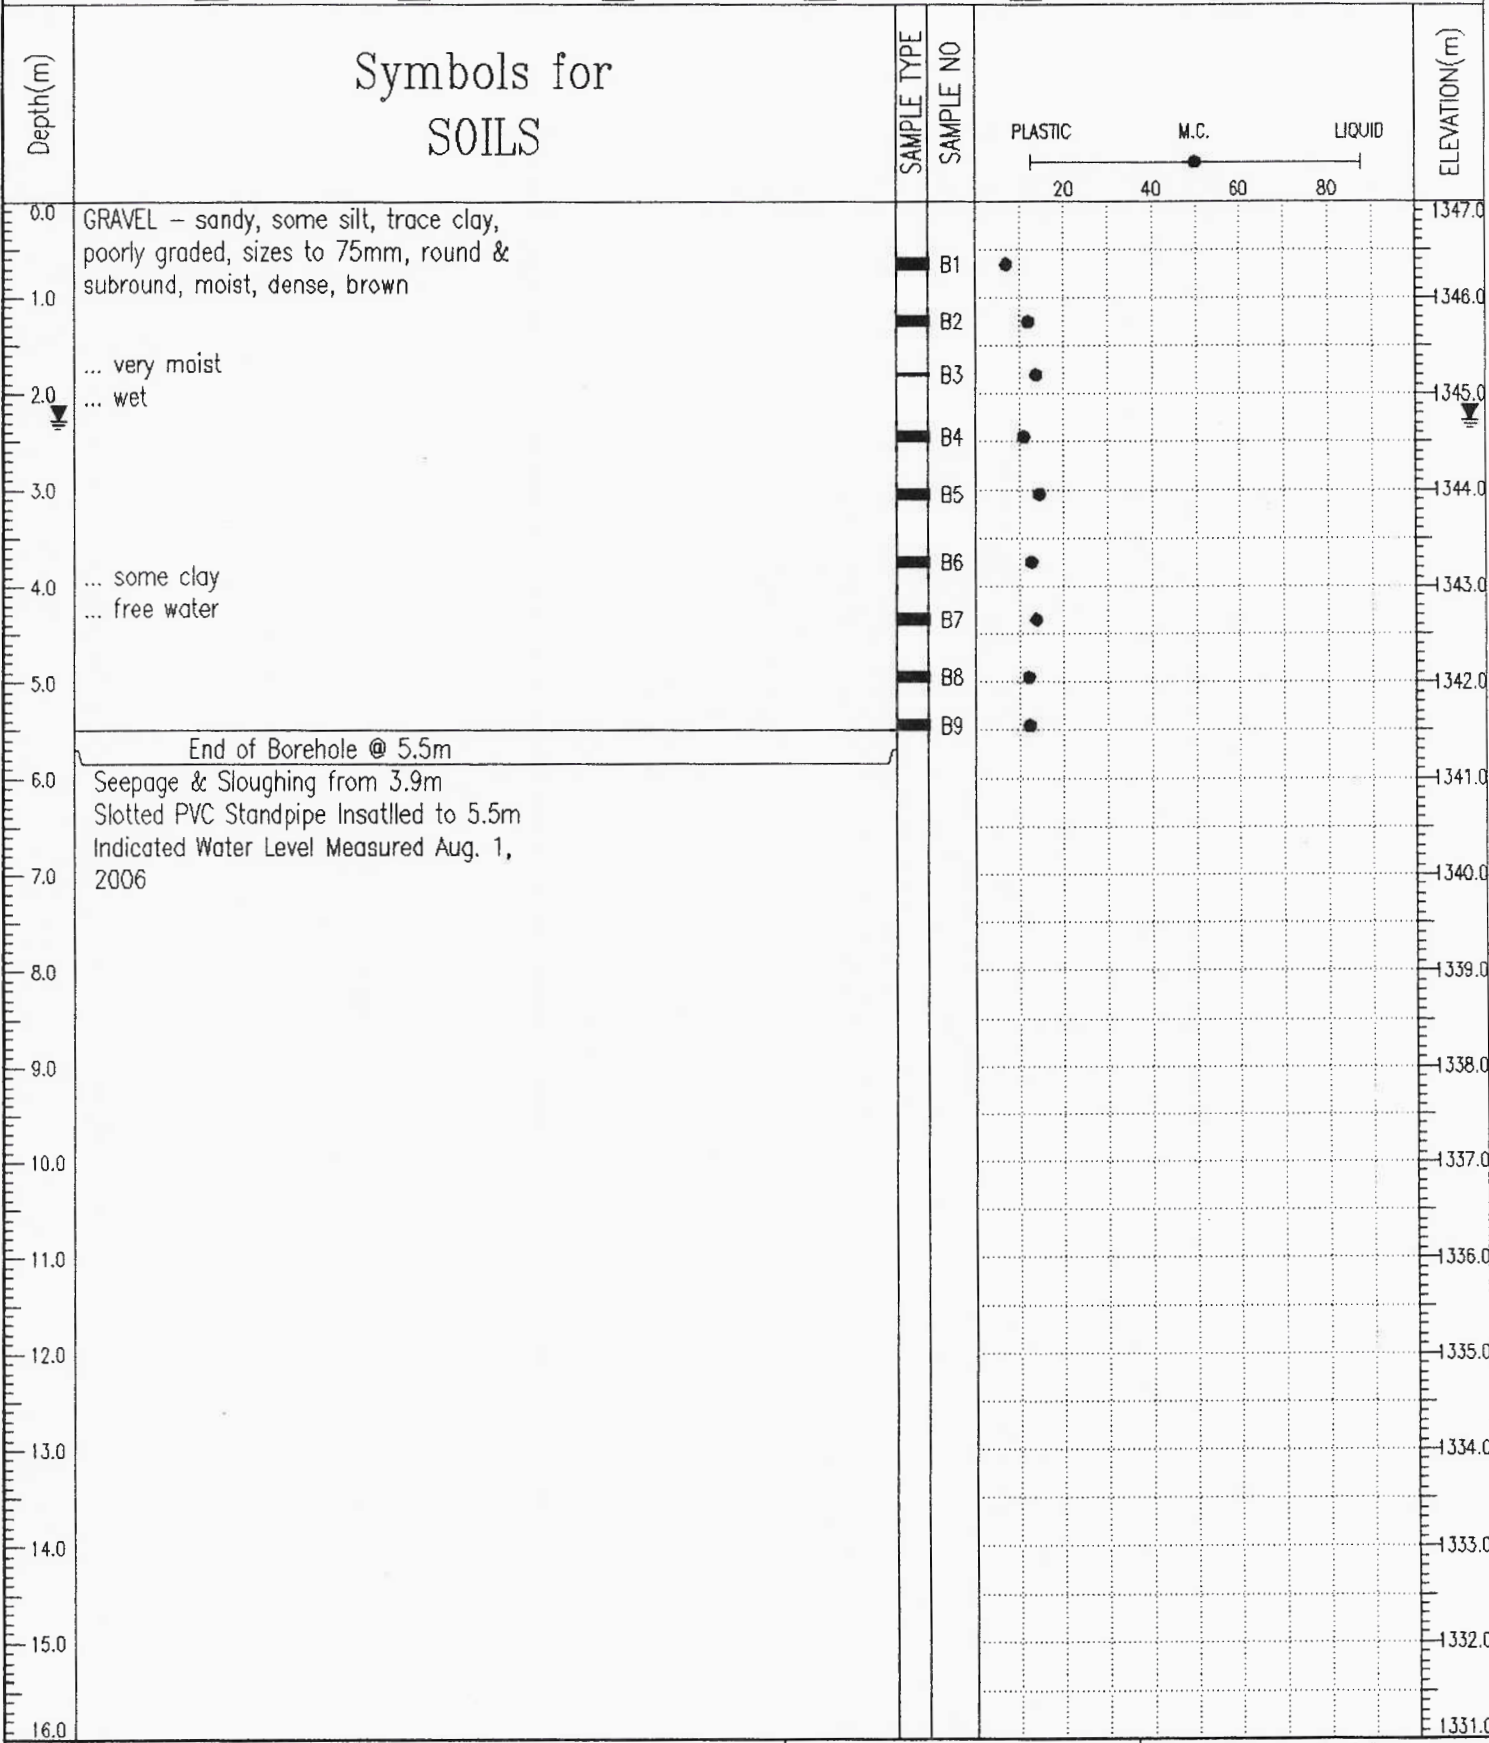 Depth(m)
Symbols for
SOILS
SAMPLE TYPE
SAMPLE NO
PLASTIC M.C. LIQUID
20 40 60 80
ELEVATION(m)
0.0 GRAVEL – sandy, some silt, trace clay, 1347.0
poorly graded, sizes to 75mm, round &
B1
subround, moist, dense, brown
1.0 1346.0
B2
... very moist
B3
2.0 ... wet 1345.0
B4
3.0 B5 1344.0
B6
... some clay
4.0 1343.0
... free water
B7
5.0 B8 1342.0
B9
End of Borehole @ 5.5m
6.0 Seepage & Sloughing from 3.9m 1341.0
Slotted PVC Standpipe Insatlled to 5.5m
Indicated Water Level Measured Aug. 1,
7.0 2006 1340.0
8.0 1339.0
9.0 1338.0
10.0 1337.0
11.0 1336.0
12.0 1335.0
13.0 1334.0
14.0 1333.0
15.0 1332.0
16.0 1331.0